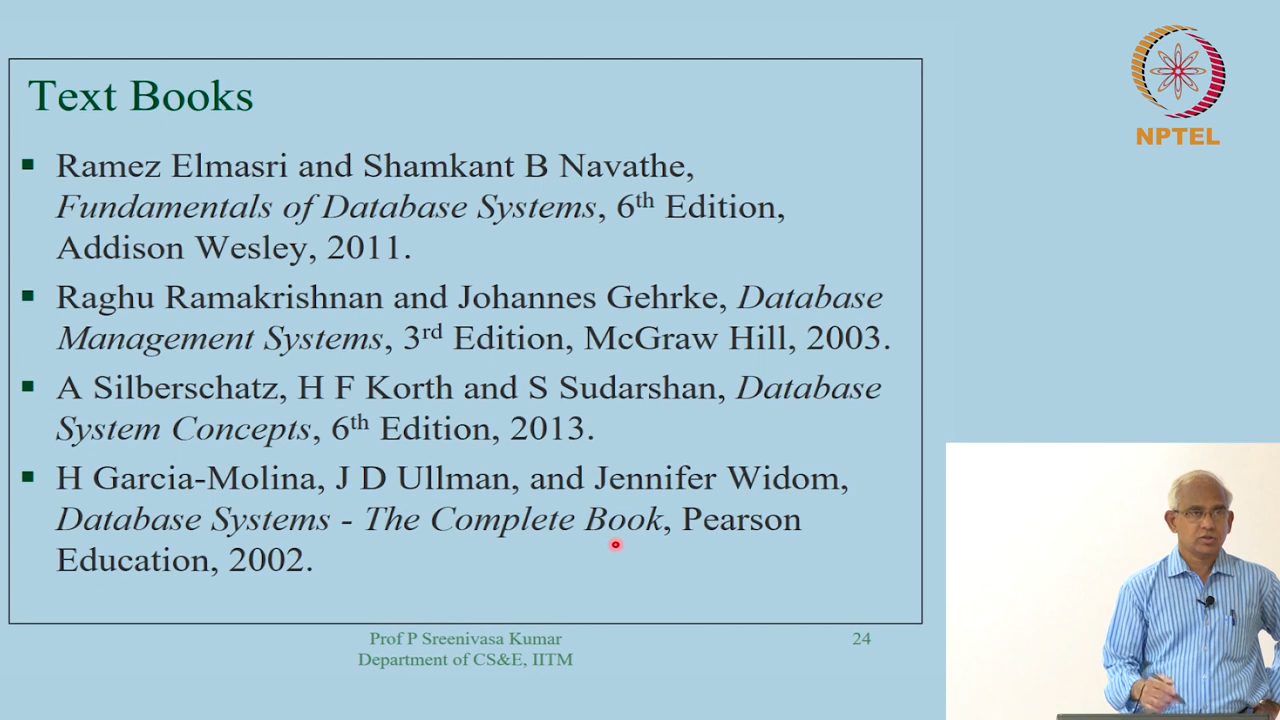 Text Books
Ramez Elmasri and Shamkant B Navathe,
Fundamentals of Database Systems, 6th Edition,
Addison Wesley, 2011.
Raghu Ramakrishnan and Johannes Gehrke, Database
Management Systems, 3rd Edition, McGraw Hill, 2003.
A Silberschatz, H F Korth and S Sudarshan, Database
System Concepts, 6th Edition, 2013.
H Garcia-Molina, J D Ullman, and Jennifer Widom,
Database Systems - The Complete Book, Pearson
Education, 2002.
Prof P Sreenivasa Kumar
Department of CS&E, IITM
24
NPTEL